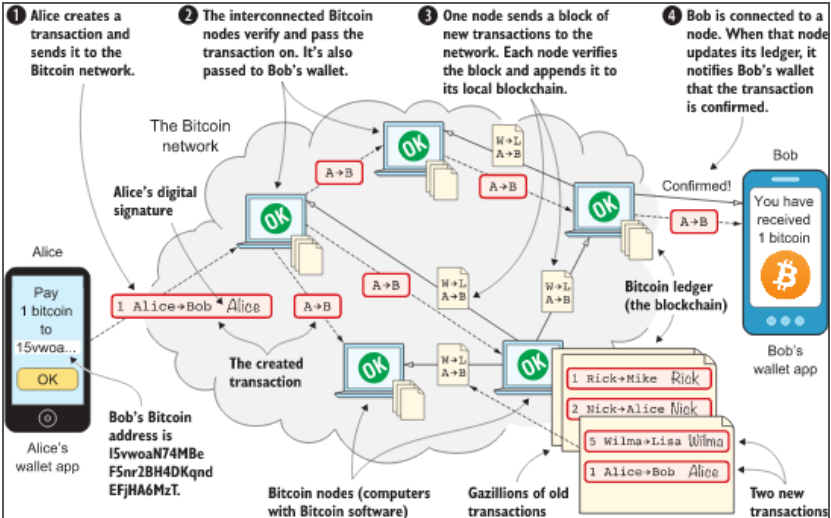 1 Alice creates a
transaction and
sends it to the
Bitcoin network.
2 The interconnected Bitcoin
nodes verify and pass the
transaction on. It's also
passed to Bob's wallet.
3 One node sends a block of
new transactions to the
network. Each node verifies
the block and appends it to
its local blockchain.
4 Bob is connected to a
node. When that node
updates its ledger, it
notifies Bob's wallet
that the transaction
is confirmed.
The Bitcoin
network
OK
W→L
A→B
A→B
A→B
Bob
Confirmed!
Alice's digital
signature
OK
OK
A→B
You have
received
1 bitcoin
Alice
Pay
1 bitcoin
to
15vwoa...
OK
1 Alice→Bob Alice
A→B
A→B
W→L
A→B
W→L
A→B
Bitcoin ledger
(the blockchain)
The created
transaction
OK
W→L
A→B
OK
Bob's
wallet app
1 Rick→Mike Rick
2 Nick→Alice Nick
5 Wilma→Lisa Wilma
1 Alice→Bob Alice
Alice's
wallet app
Bob's Bitcoin
address is
15vwoaN74MBe
F5nr2BH4DKqnd
EFjHA6MzT.
Bitcoin nodes (computers
with Bitcoin software)
Gazillions of old
transactions
Two new
transactions